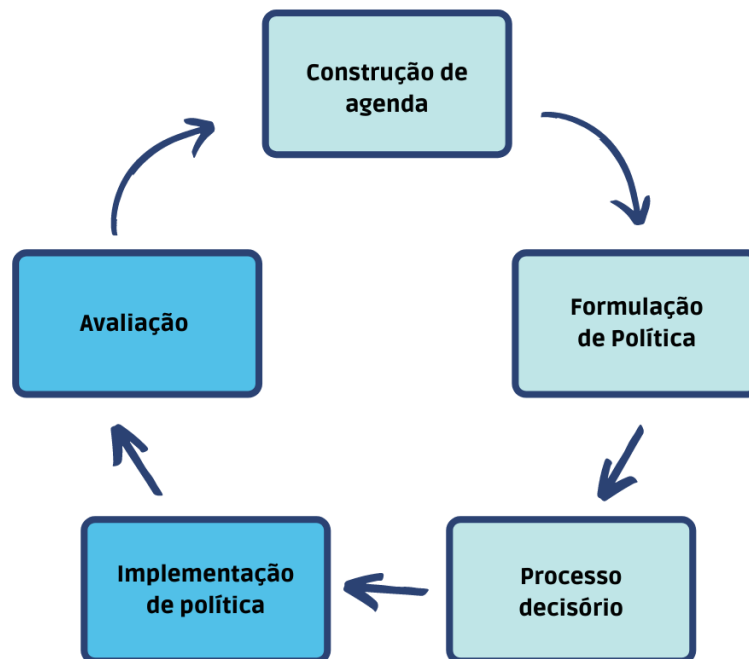 Construção de
agenda
Formulação
de Política
Processo
decisório
Implementação
de política
Avaliação